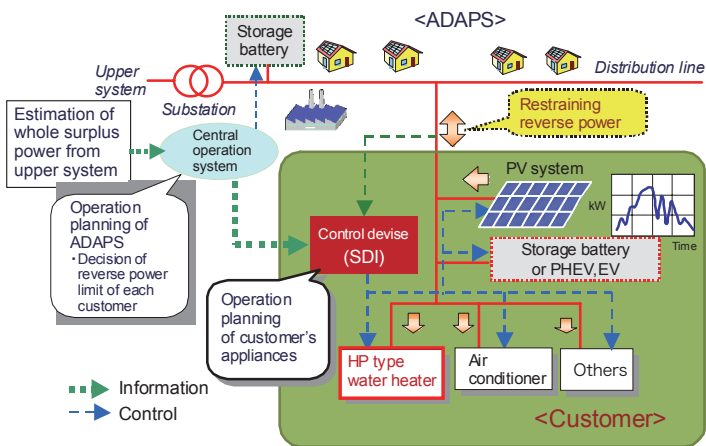 <ADAPS>
Storage
battery
Upper
system
Distribution line
Substation
Estimation of
whole surplus
power from
upper system
Central
operation
system
Restraining
reverse power
Operation
planning of
ADAPS
・Decision of
reverse power
limit of each
customer
PV system
kW
Time
Control devise
(SDI)
Storage battery
or PHEV,EV
Operation
planning
of customer's
appliances
HP type
water heater
Air
conditioner
Others
Information
Control
<Customer>